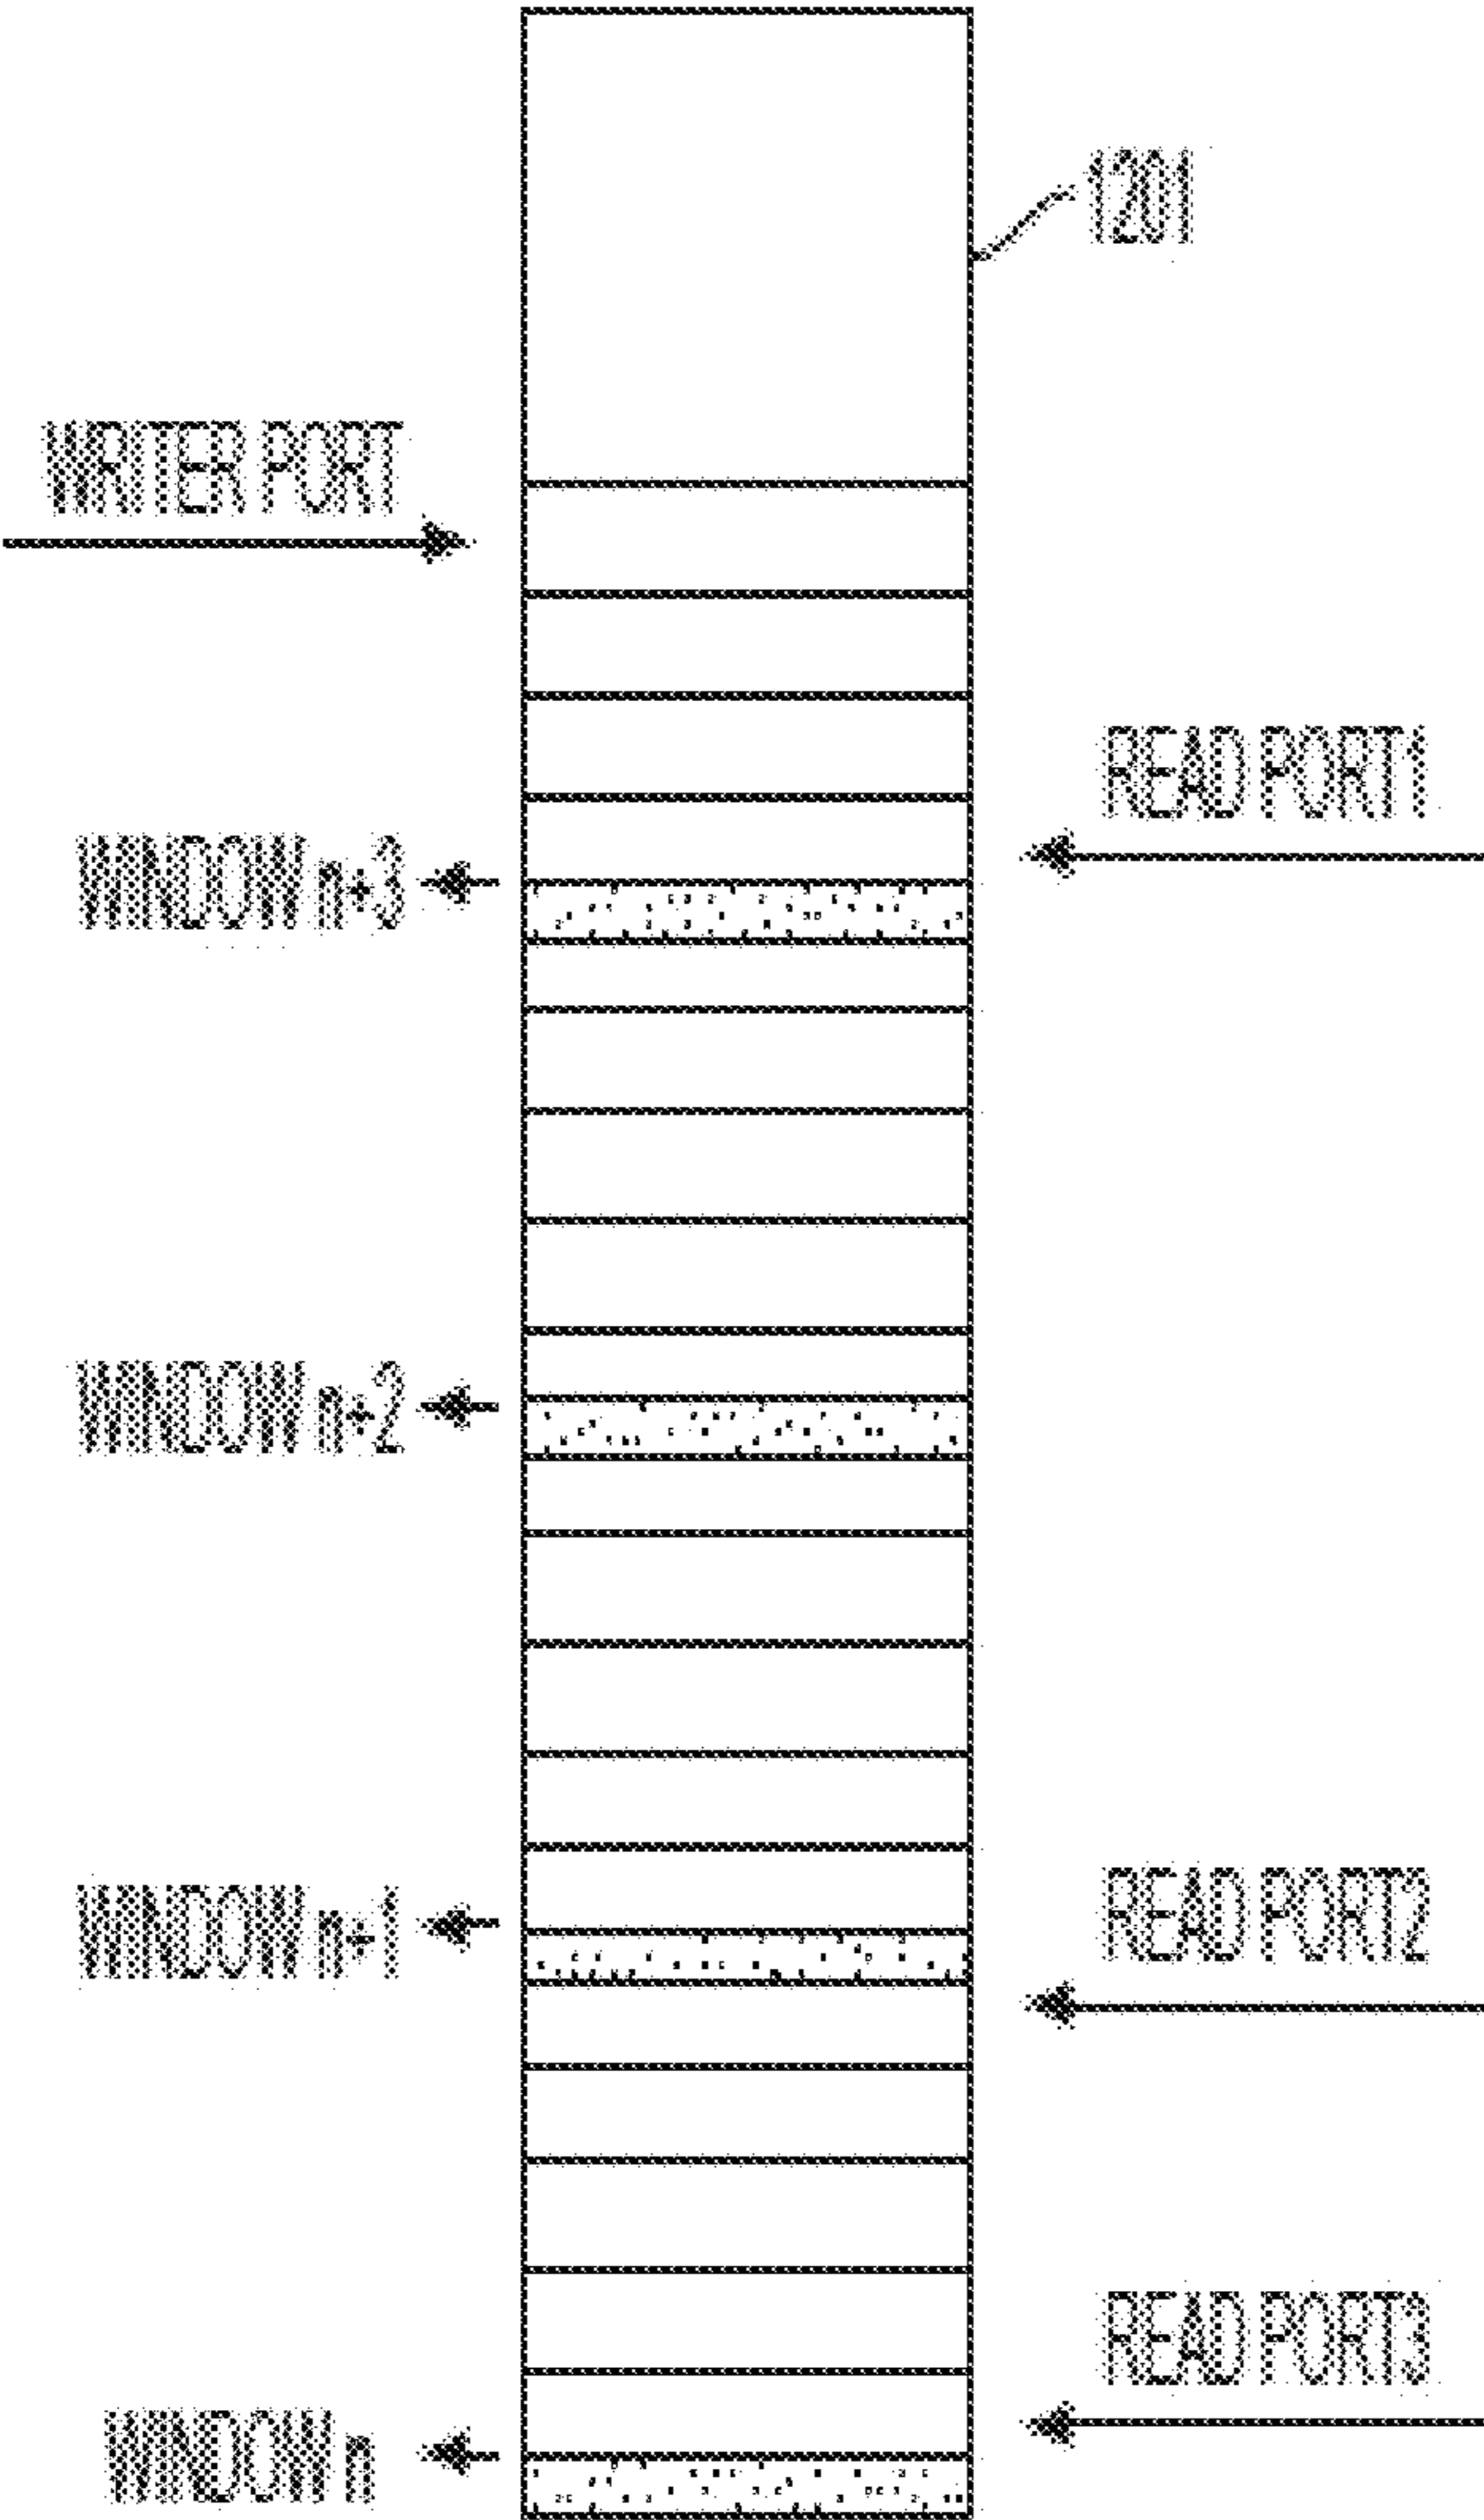 1201
WRITER PORT
READ PORT1
WINDOW n+3
WINDOW n+2
READ PORT2
WINDOW n+1
READ PORT3
WINDOW n